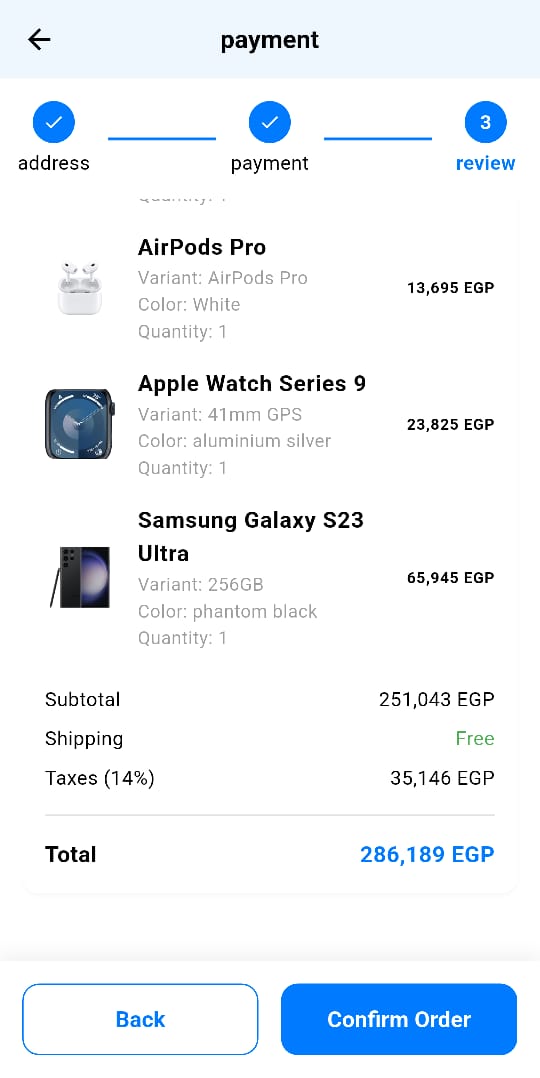 payment
3
address
payment
review
Quantity: 1
AirPods Pro
Variant: AirPods Pro
Color: White
Quantity: 1
13,695 EGP
Apple Watch Series 9
Variant: 41mm GPS
Color: aluminium silver
Quantity: 1
23,825 EGP
Samsung Galaxy S23
Ultra
Variant: 256GB
Color: phantom black
Quantity: 1
65,945 EGP
Subtotal 251,043 EGP
Shipping Free
Taxes (14%) 35,146 EGP
Total 286,189 EGP
Back
Confirm Order